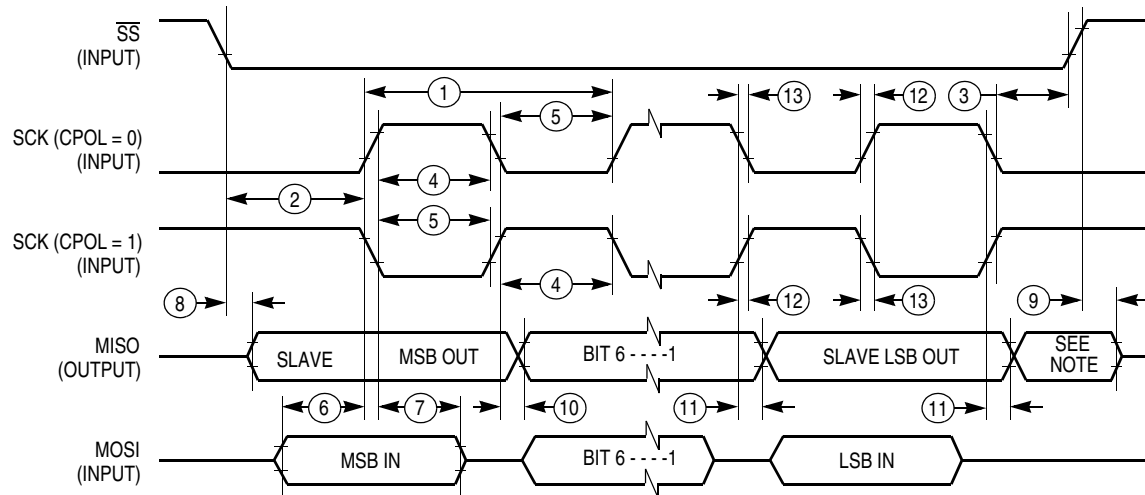 SS
(INPUT)
1
13
12
3
5
SCK (CPOL = 0)
(INPUT)
4
2
5
SCK (CPOL = 1)
(INPUT)
4
12
13
8
9
MISO
(OUTPUT)
SLAVE
MSB OUT
BIT 6 - - - - 1
SLAVE LSB OUT
SEE
NOTE
6
7
10
11
11
MOSI
(INPUT)
MSB IN
BIT 6 - - - - 1
LSB IN